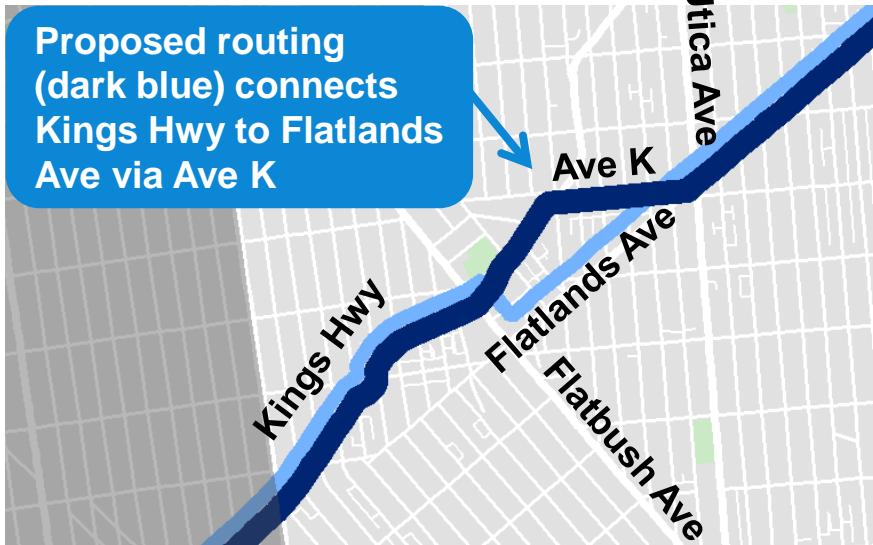 Proposed routing
(dark blue) connects
Kings Hwy to Flatlands
Ave via Ave K
Utica Ave
Ave K
Flatlands Ave
Kings Hwy
Flatbush Ave